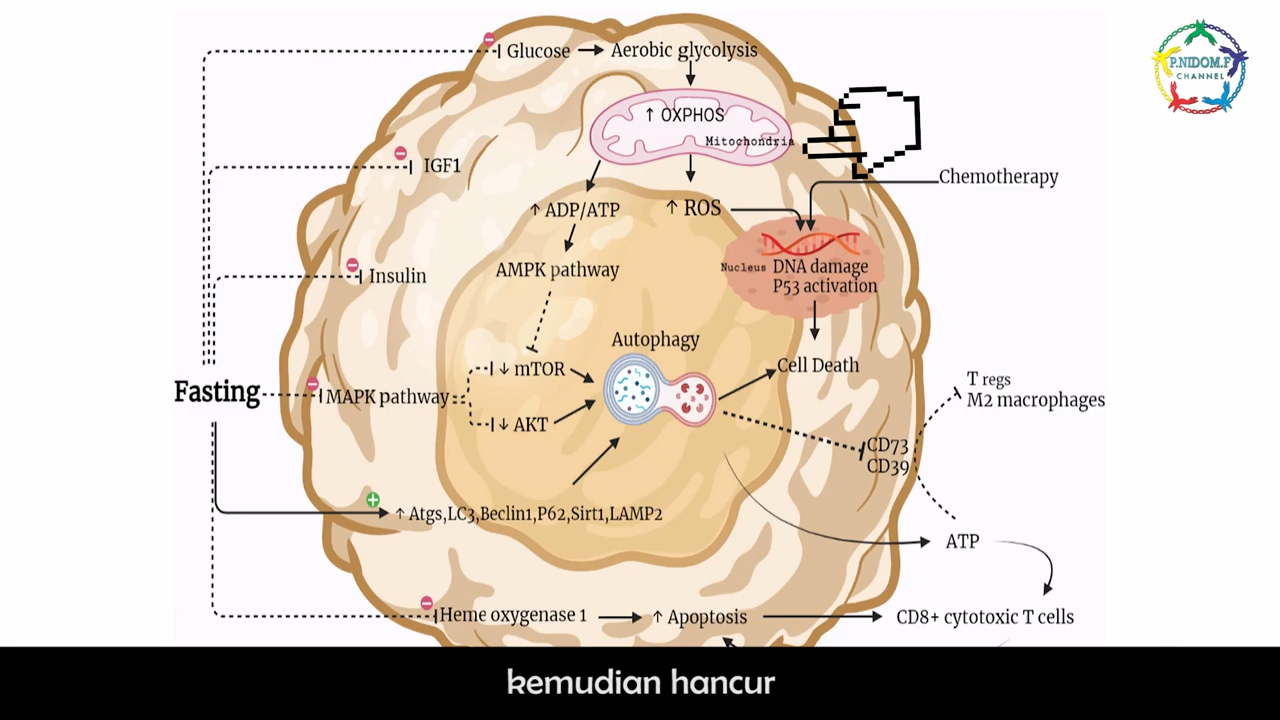 P.NIDOM.F
CHANNEL
Glucose
Aerobic glycolysis
↑ OXPHOS
Mitochondria
IGF1
Chemotherapy
↑ ADP/ATP
↑ ROS
Insulin
AMPK pathway
Nucleus
DNA damage
P53 activation
Autophagy
Cell Death
Fasting
MAPK pathway
↓ mTOR
↓ AKT
T regs
M2 macrophages
CD73
CD39
↑ Atgs,LC3,Beclin1,P62,Sirt1,LAMP2
ATP
Heme oxygenase 1
↑ Apoptosis
CD8+ cytotoxic T cells
kemudian hancur